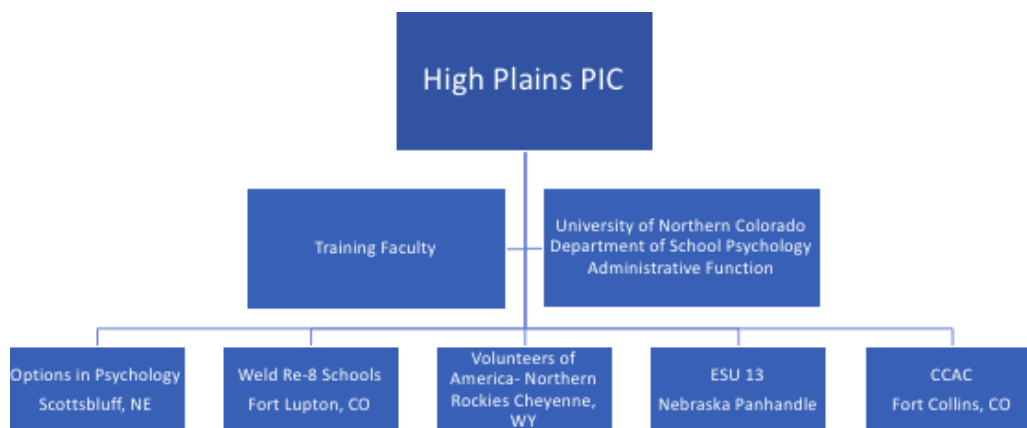 High Plains PIC
Training Faculty
University of Northern Colorado
Department of School Psychology
Administrative Function
Options in Psychology
Scottsbluff, NE
Weld Re-8 Schools
Fort Lupton, CO
Volunteers of
America- Northern
Rockies Cheyenne,
WY
ESU 13
Nebraska Panhandle
CCAC
Fort Collins, CO